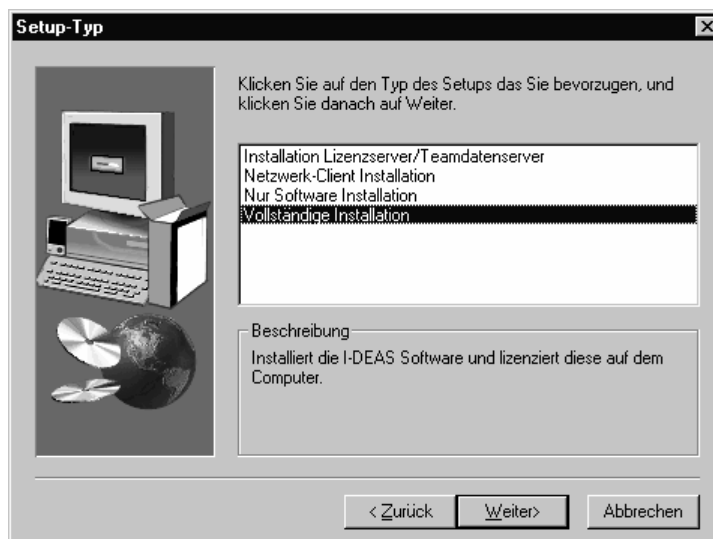 Setup-Typ
Klicken Sie auf den Typ des Setups das Sie bevorzugen, und
klicken Sie danach auf Weiter.
Installation Lizenzserver/Teamdatenserver
Netzwerk-Client Installation
Nur Software Installation
Vollständige Installation
Beschreibung
Installiert die I-DEAS Software und lizenziert diese auf dem
Computer.
< Zurück
Weiter>
Abbrechen